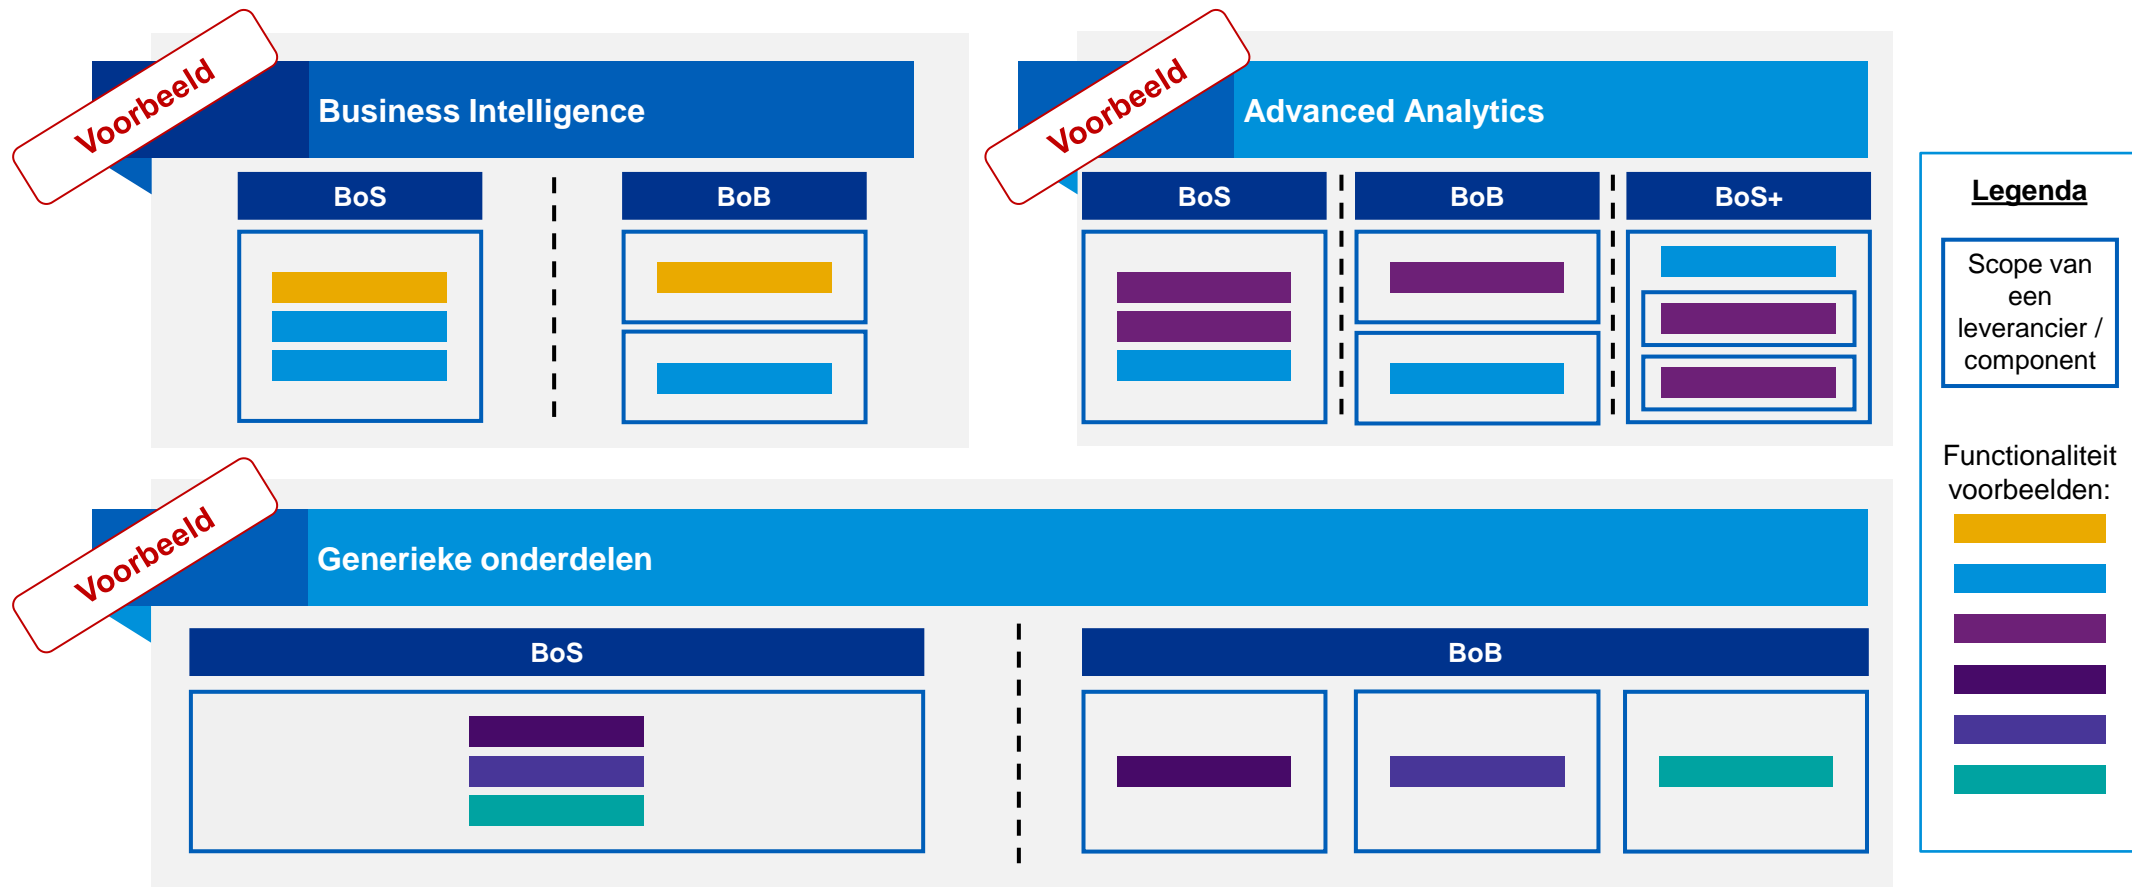 Voorbeeld
Business Intelligence
BoS
BoB
Voorbeeld
Advanced Analytics
BoS
BoB
BoS+
Voorbeeld
Generieke onderdelen
BoS
BoB
Legenda
Scope van
een
leverancier /
component
Functionaliteit
voorbeelden: